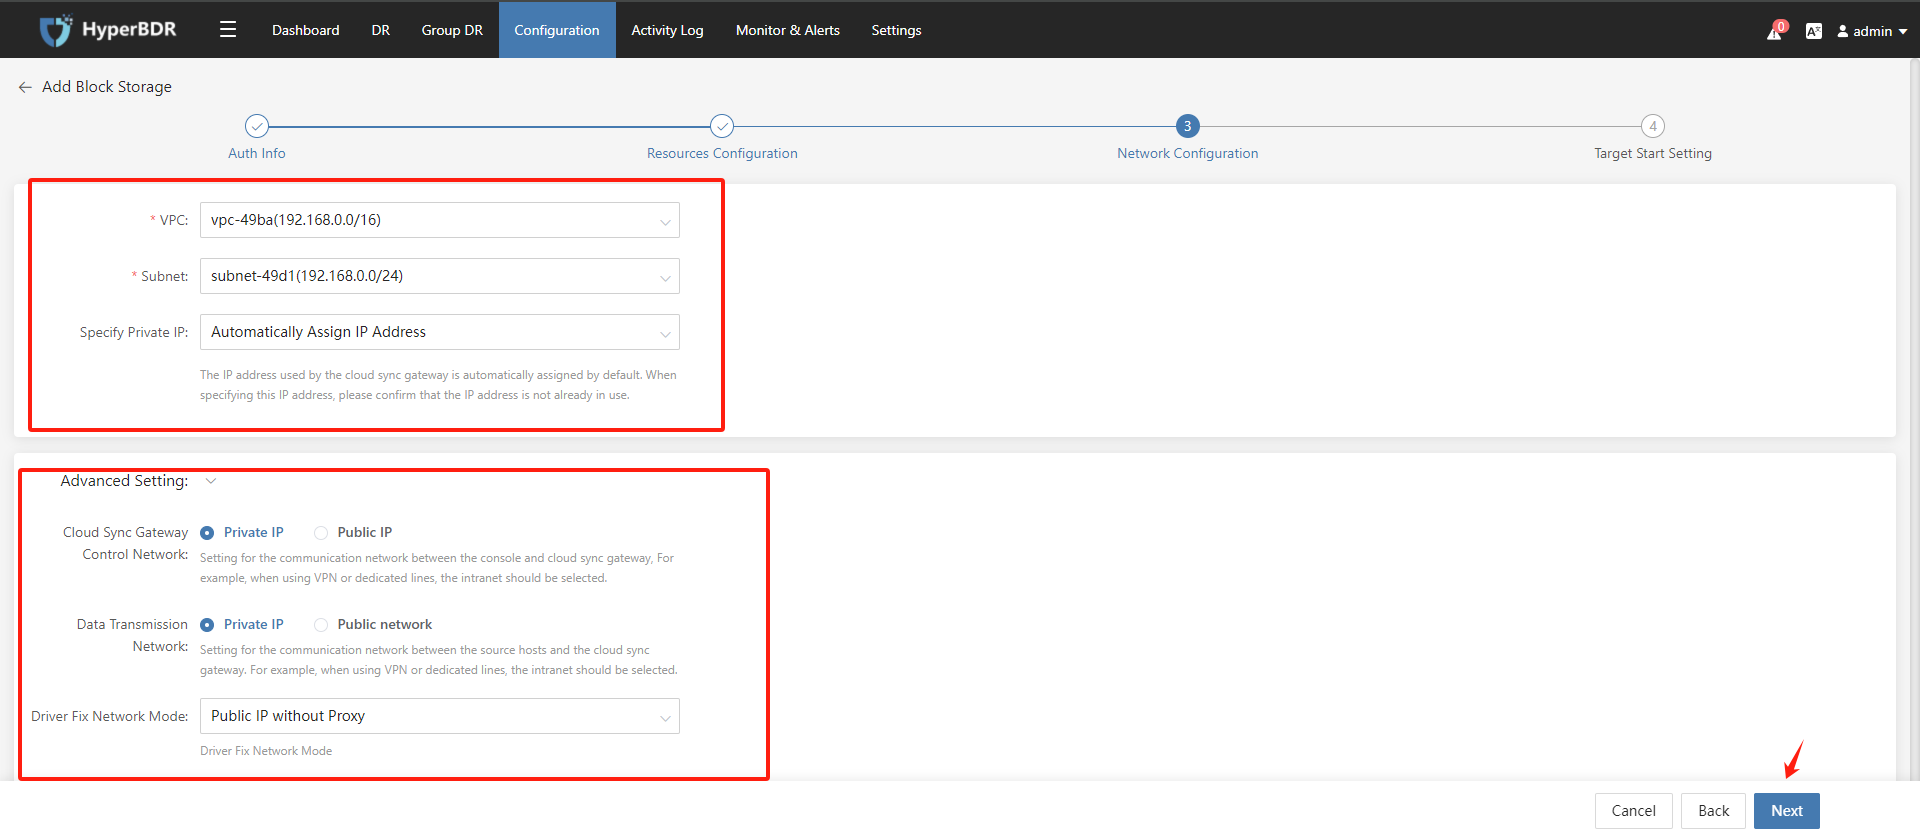 HyperBDR Dashboard DR Group DR Configuration Activity Log Monitor & Alerts Settings 0 admin
Add Block Storage
3 4
Auth Info Resources Configuration Network Configuration Target Start Setting
* VPC: vpc-49ba(192.168.0.0/16)
* Subnet: subnet-49d1(192.168.0.0/24)
Specify Private IP: Automatically Assign IP Address
The IP address used by the cloud sync gateway is automatically assigned by default. When
specifying this IP address, please confirm that the IP address is not already in use.
Advanced Setting:
Cloud Sync Gateway Private IP Public IP
Control Network:
Setting for the communication network between the console and cloud sync gateway, For
example, when using VPN or dedicated lines, the intranet should be selected.
Data Transmission Private IP Public network
Network:
Setting for the communication network between the source hosts and the cloud sync
gateway. For example, when using VPN or dedicated lines, the intranet should be selected.
Driver Fix Network Mode: Public IP without Proxy
Driver Fix Network Mode
Cancel Back Next